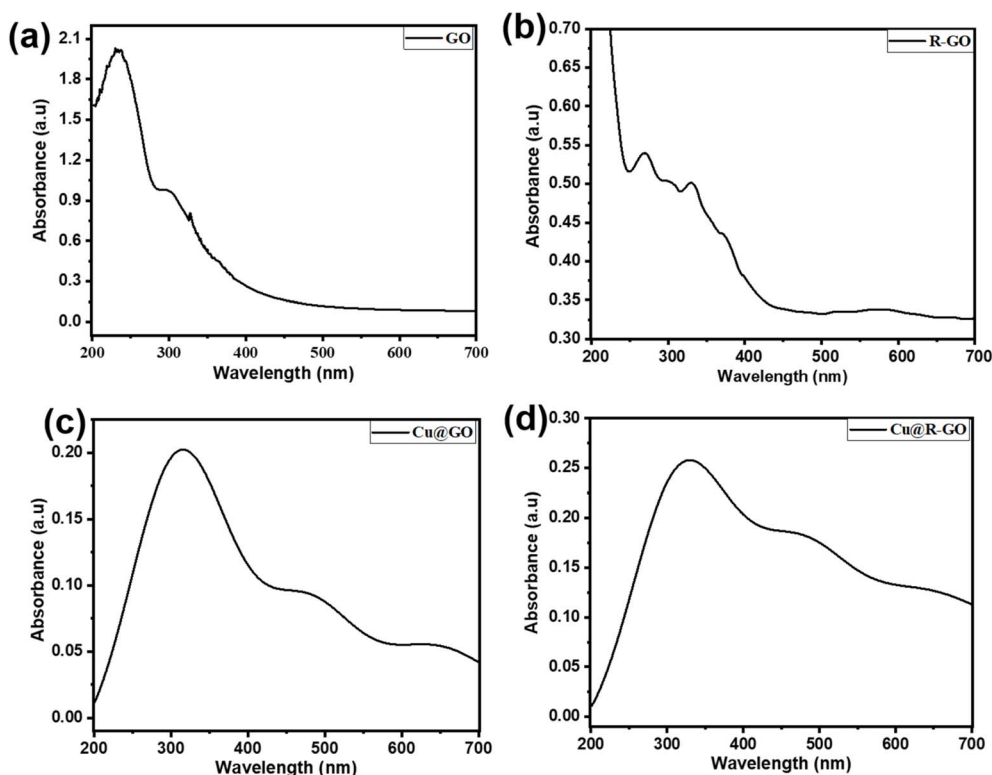 (a)
GO
2.1
1.8
1.5
1.2
0.9
0.6
0.3
0.0
Absorbance (a.u)
200 300 400 500 600 700
Wavelength (nm)
(b)
R-GO
0.70
0.65
0.60
0.55
0.50
0.45
0.40
0.35
0.30
Absorbance (a.u)
200 300 400 500 600 700
Wavelength (nm)
(c)
Cu@GO
0.20
0.15
0.10
0.05
0.00
Absorbance (a.u)
200 300 400 500 600 700
Wavelength (nm)
(d)
Cu@R-GO
0.30
0.25
0.20
0.15
0.10
0.05
0.00
Absorbance (a.u)
200 300 400 500 600 700
Wavelength (nm)